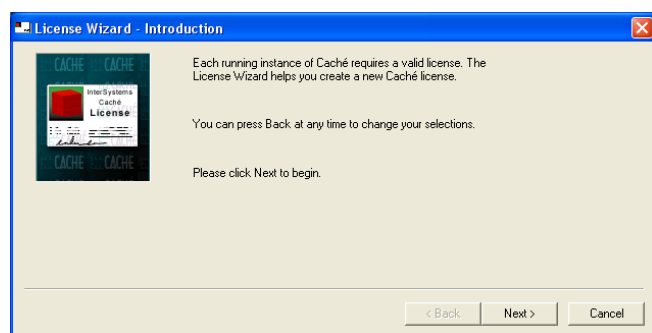 License Wizard - Introduction
CACHE CACHE
InterSystems
Caché
License
CACHE CACHE
Each running instance of Caché requires a valid license. The
License Wizard helps you create a new Caché license.
You can press Back at any time to change your selections.
Please click Next to begin.
< Back
Next >
Cancel